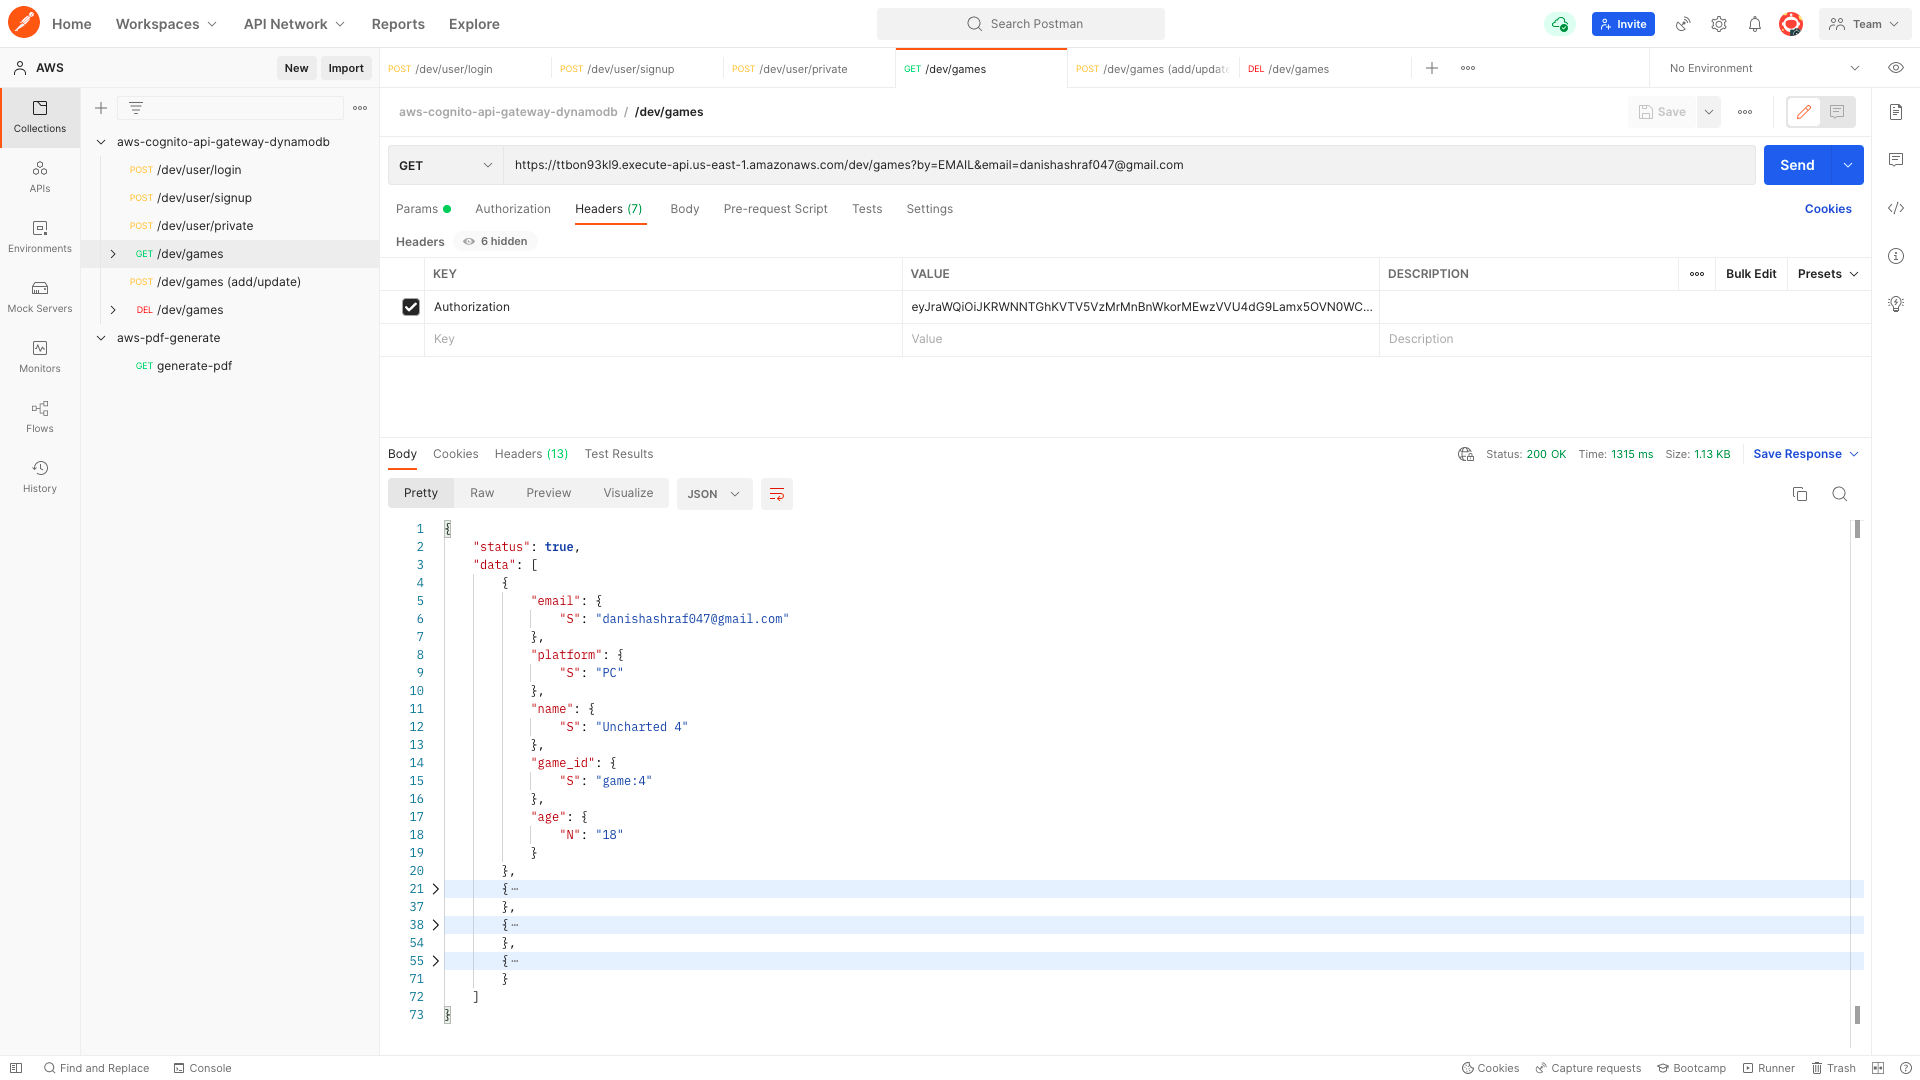 Home Workspaces API Network Reports Explore Search Postman Invite Team
AWS New Import
POST /dev/user/login POST /dev/user/signup POST /dev/user/private GET /dev/games POST /dev/games (add/update DEL /dev/games No Environment
Collections
APIs
Environments
Mock Servers
Monitors
Flows
History
aws-cognito-api-gateway-dynamodb
POST /dev/user/login
POST /dev/user/signup
POST /dev/user/private
GET /dev/games
POST /dev/games (add/update)
DEL /dev/games
aws-pdf-generate
GET generate-pdf
aws-cognito-api-gateway-dynamodb / /dev/games Save
GET https://ttbon93kl9.execute-api.us-east-1.amazonaws.com/dev/games?by=EMAIL&email=danishashraf047@gmail.com Send
Params Authorization Headers (7) Body Pre-request Script Tests Settings Cookies
Headers 6 hidden
KEY VALUE DESCRIPTION Bulk Edit Presets
Authorization eyJraWQiOiJKRWNNTGhKVTV5VzMrMnBnWkorMEwzVVU4dG9Lamx5OVN0WC...
Key Value Description
Body Cookies Headers (13) Test Results Status: 200 OK Time: 1315 ms Size: 1.13 KB Save Response
Pretty Raw Preview Visualize JSON
1 {
2 "status": true,
3 "data": [
4 {
5 "email": {
6 "S": "danishashraf047@gmail.com"
7 },
8 "platform": {
9 "S": "PC"
10 },
11 "name": {
12 "S": "Uncharted 4"
13 },
14 "game_id": {
15 "S": "game:4"
16 },
17 "age": {
18 "N": "18"
19 }
20 },
21 {…
37 },
38 {…
54 },
55 {…
71 }
72 ]
73 }
Find and Replace Console Cookies Capture requests Bootcamp Runner Trash